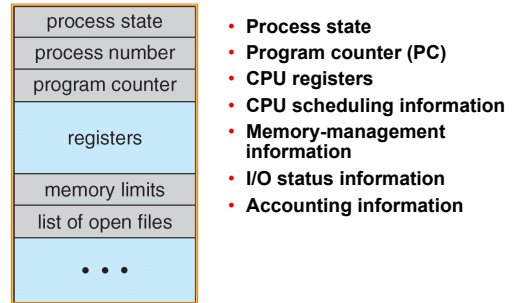 process state
process number
program counter
registers
memory limits
list of open files
• • •
• Process state
• Program counter (PC)
• CPU registers
• CPU scheduling information
• Memory-management
information
• I/O status information
• Accounting information